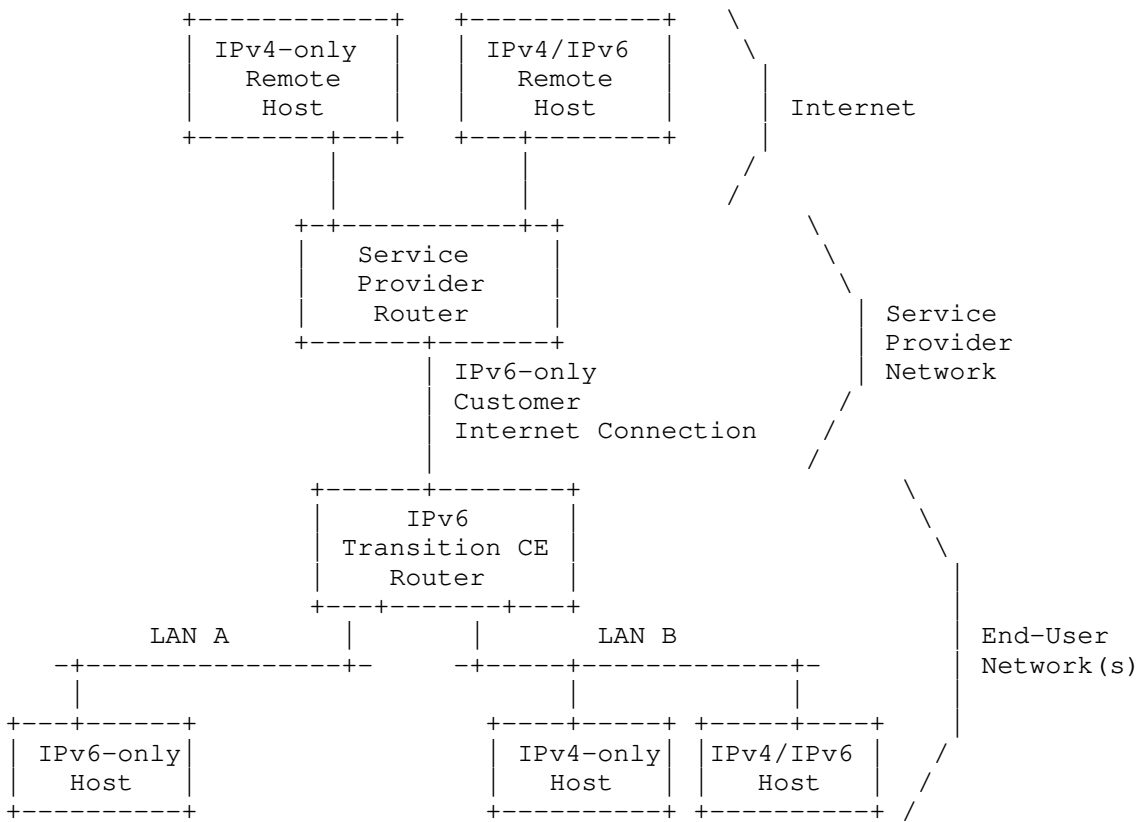 IPv4-only
Remote
Host
IPv4/IPv6
Remote
Host
Internet
Service
Provider
Router
Service
Provider
Network
IPv6-only
Customer
Internet Connection
IPv6
Transition CE
Router
LAN A
LAN B
End-User
Network(s)
IPv6-only
Host
IPv4-only
Host
IPv4/IPv6
Host